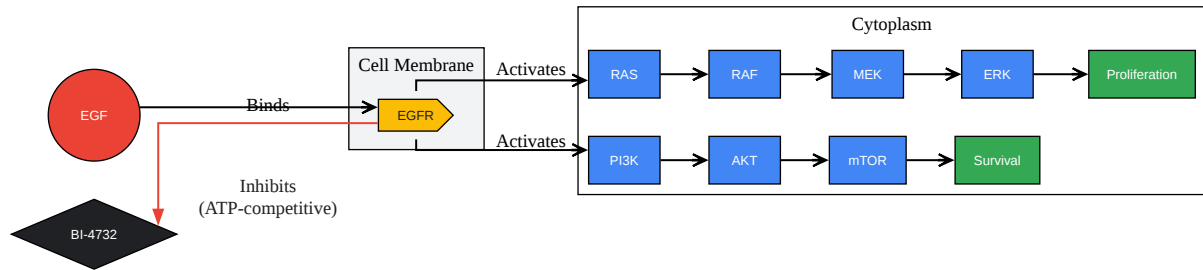 Cytoplasm
Cell Membrane
Activates
RAS
RAF
MEK
ERK
Proliferation
EGF
Binds
EGFR
Activates
PI3K
AKT
mTOR
Survival
Inhibits
(ATP-competitive)
BI-4732